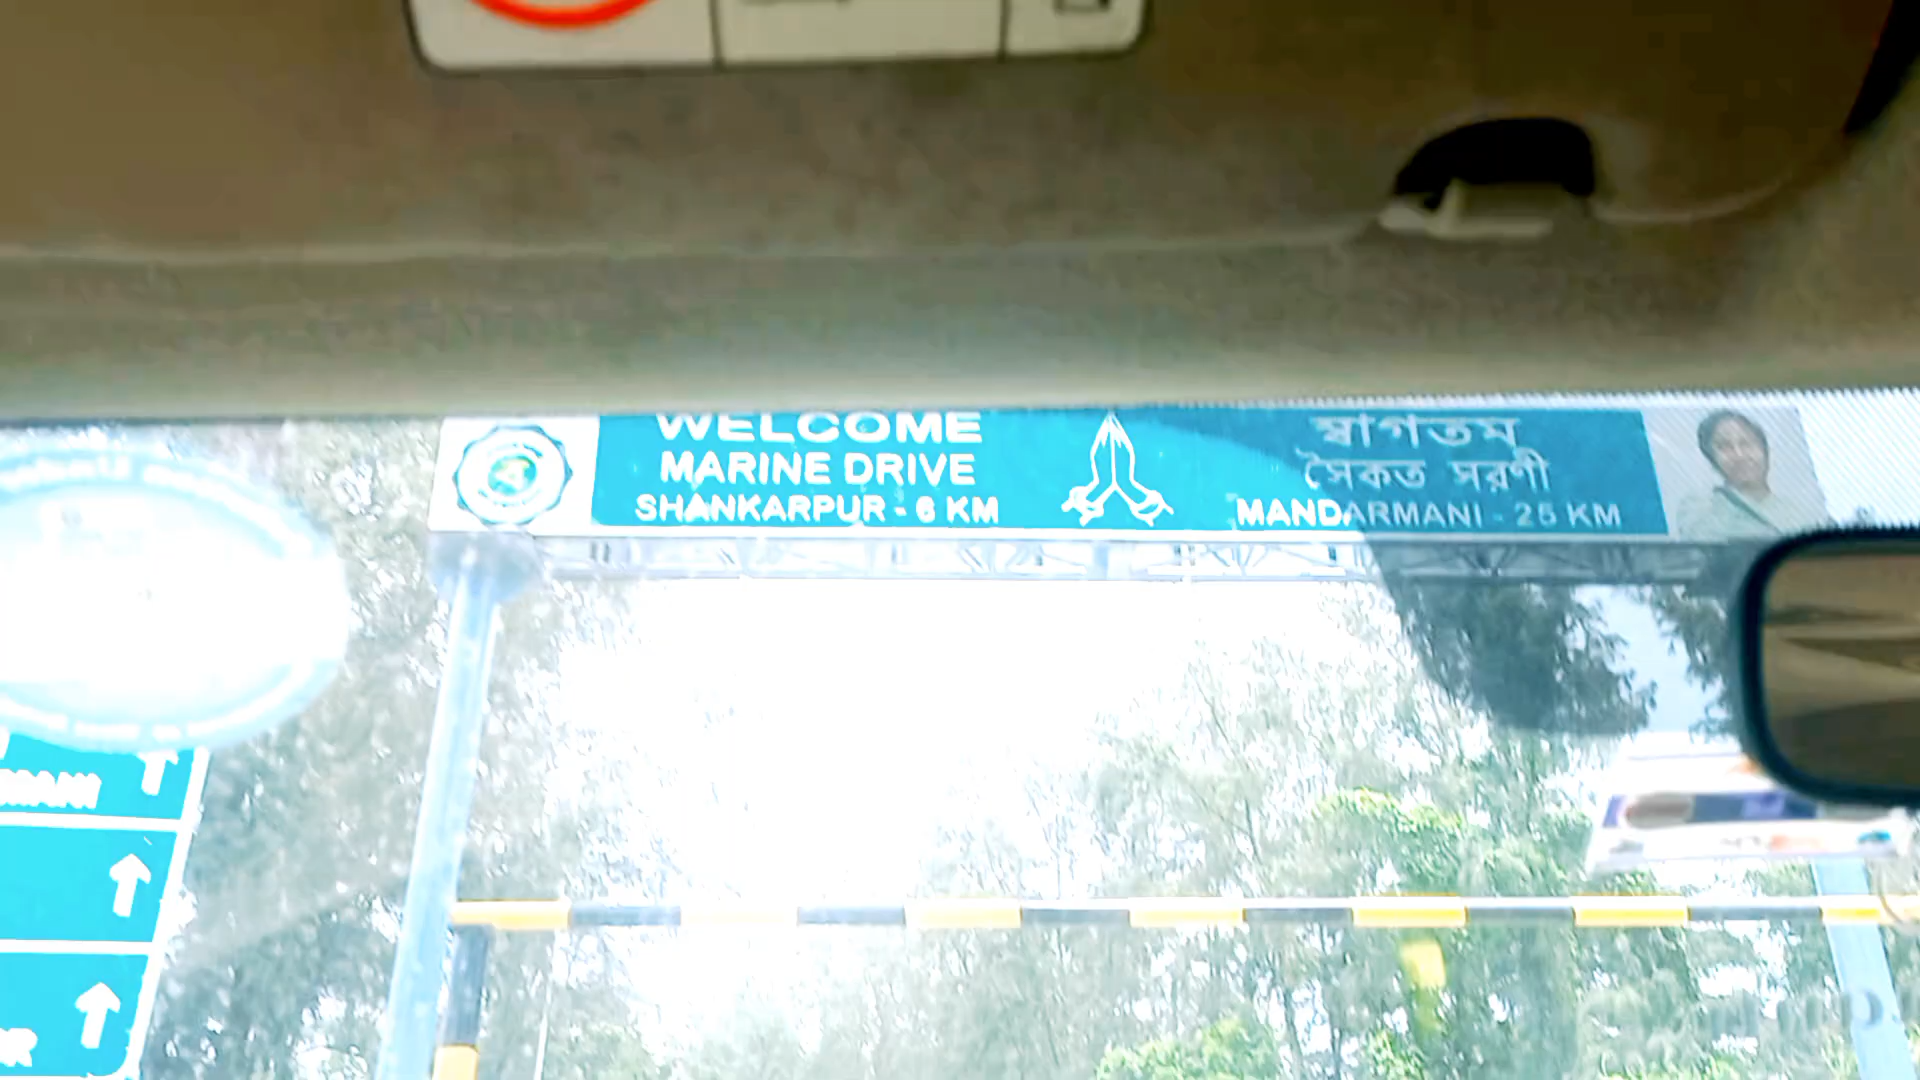 WELCOME
MARINE DRIVE
SHANKARPUR - 6 KM
স্বাগতম
সৈকত সরণী
MANDARMANI - 25 KM